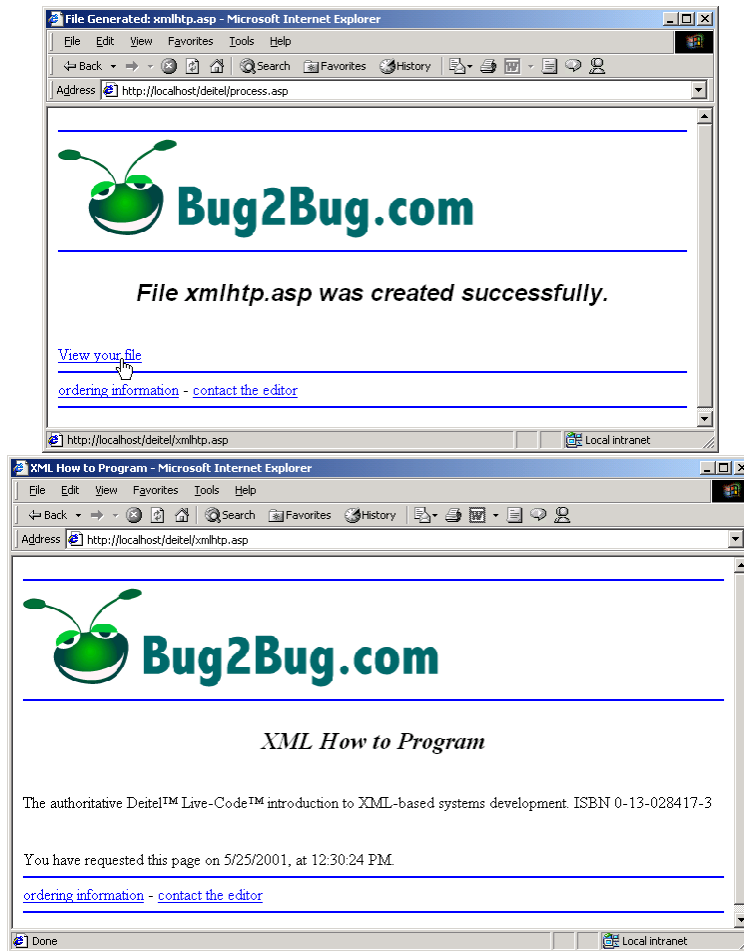 File Generated: xmlhtp.asp - Microsoft Internet Explorer
File Edit View Favorites Tools Help
Back Search Favorites History
Address http://localhost/deitel/process.asp
Bug2Bug.com
File xmlhtp.asp was created successfully.
View your file
ordering information - contact the editor
http://localhost/deitel/xmlhtp.asp Local intranet
XML How to Program - Microsoft Internet Explorer
File Edit View Favorites Tools Help
Back Search Favorites History
Address http://localhost/deitel/xmlhtp.asp
Bug2Bug.com
XML How to Program
The authoritative Deitel™ Live-Code™ introduction to XML-based systems development. ISBN 0-13-028417-3
You have requested this page on 5/25/2001, at 12:30:24 PM.
ordering information - contact the editor
Done Local intranet